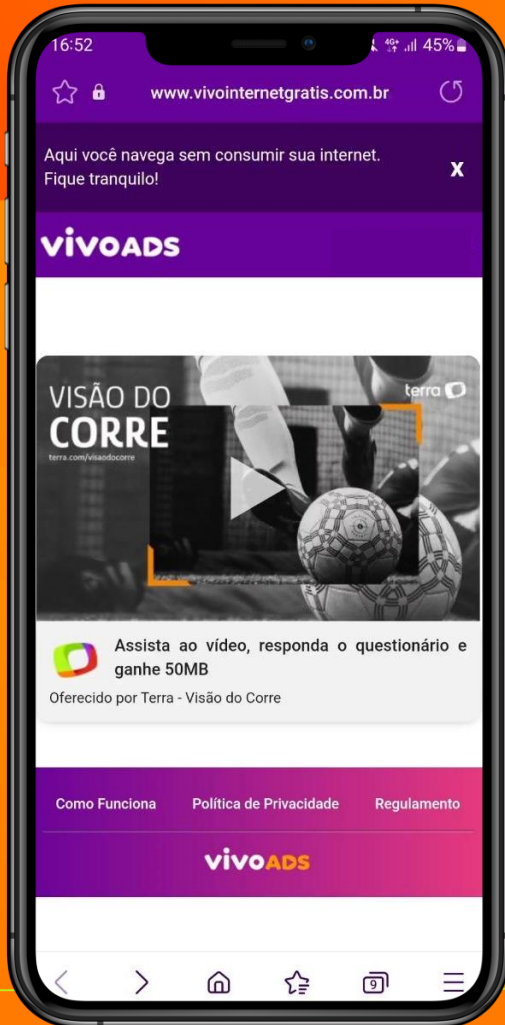 16:52
4G+
45%
www.vivointernetgratis.com.br
Aqui você navega sem consumir sua internet.
Fique tranquilo!
X
vivoADS
VISÃO DO
CORRE
terra.com/visaodocorre
terra
Assista ao vídeo, responda o questionário e
ganhe 50MB
Oferecido por Terra - Visão do Corre
Como Funciona
Política de Privacidade
Regulamento
vivoADS
9